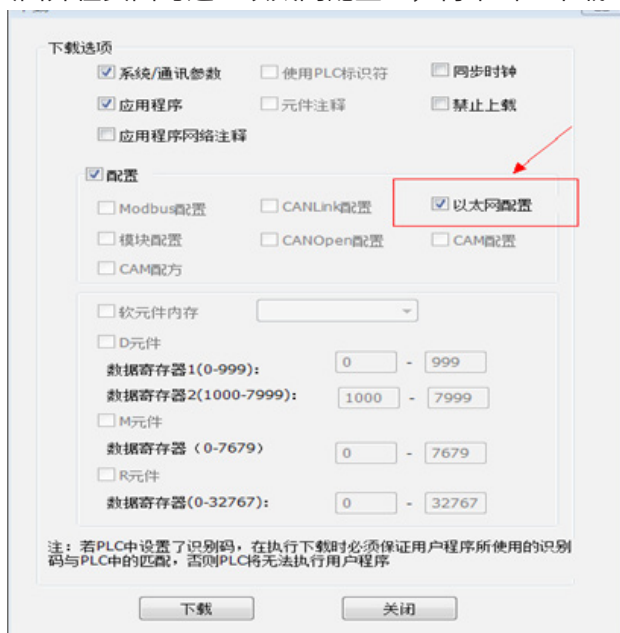 下载选项
系统/通讯参数 使用PLC标识符 同步时钟
应用程序 元件注释 禁止上载
应用程序网络注释
配置
Modbus配置 CANLink配置 以太网配置
模块配置 CANOpen配置 CAM配置
CAM配方
软元件内存
D元件
数据寄存器1(0-999): 0 - 999
数据寄存器2(1000-7999): 1000 - 7999
M元件
数据寄存器(0-7679) 0 - 7679
R元件
数据寄存器(0-32767): 0 - 32767
注：若PLC中设置了识别码，在执行下载时必须保证用户程序所使用的识别
码与PLC中的匹配，否则PLC将无法执行用户程序
下载 关闭